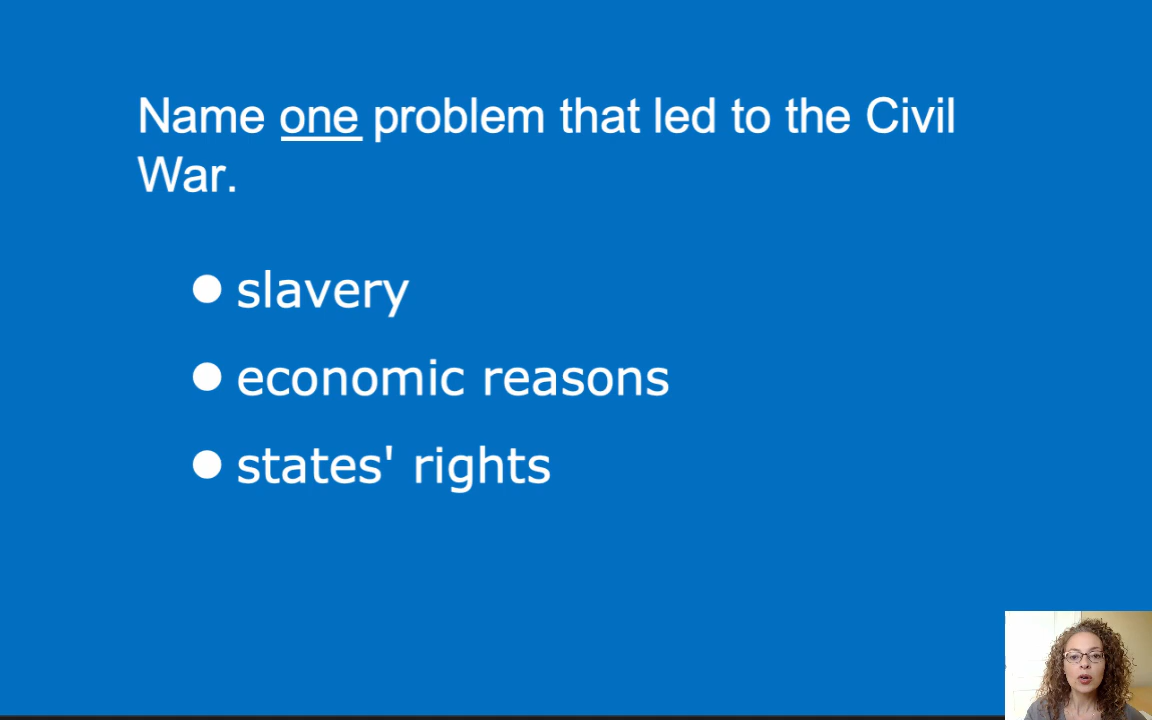 Name one problem that led to the Civil
War.
slavery
economic reasons
states' rights